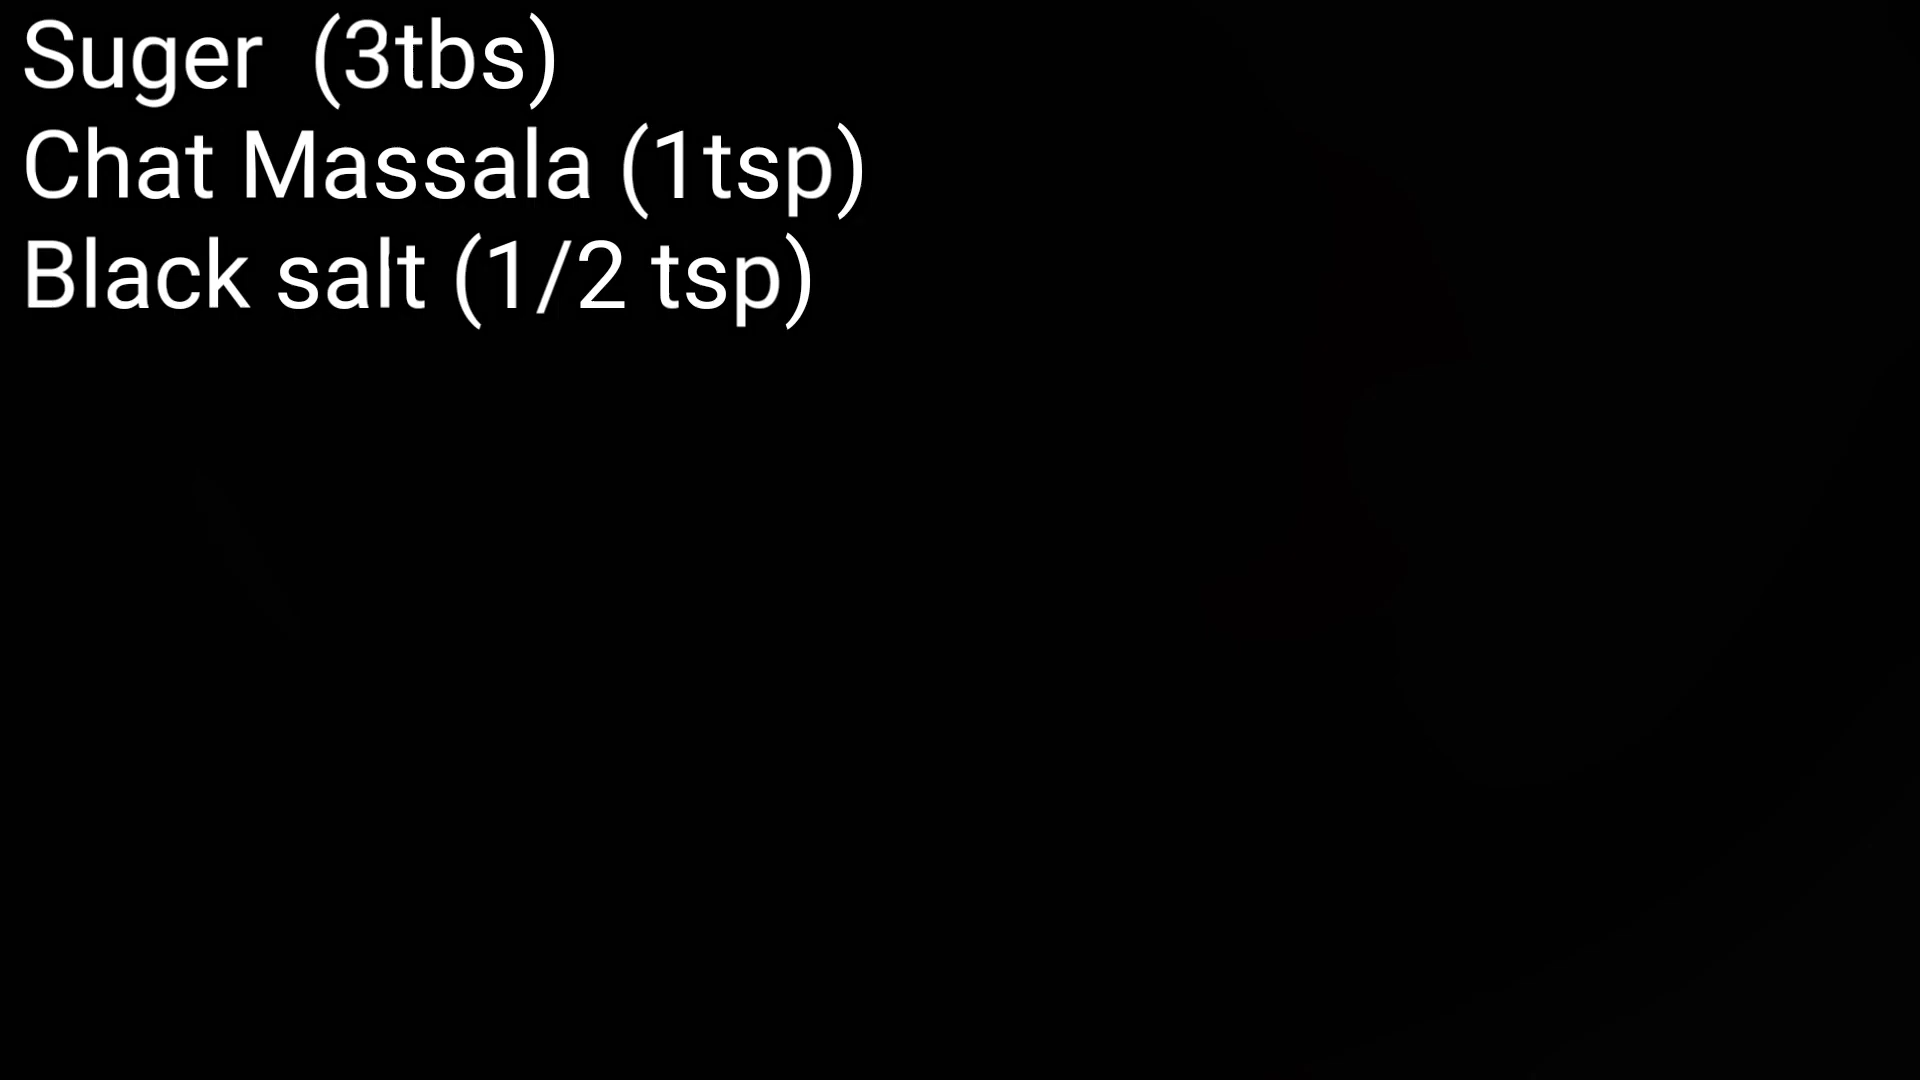 Suger  (3tbs)
Chat Massala (1tsp)
Black salt (1/2 tsp)